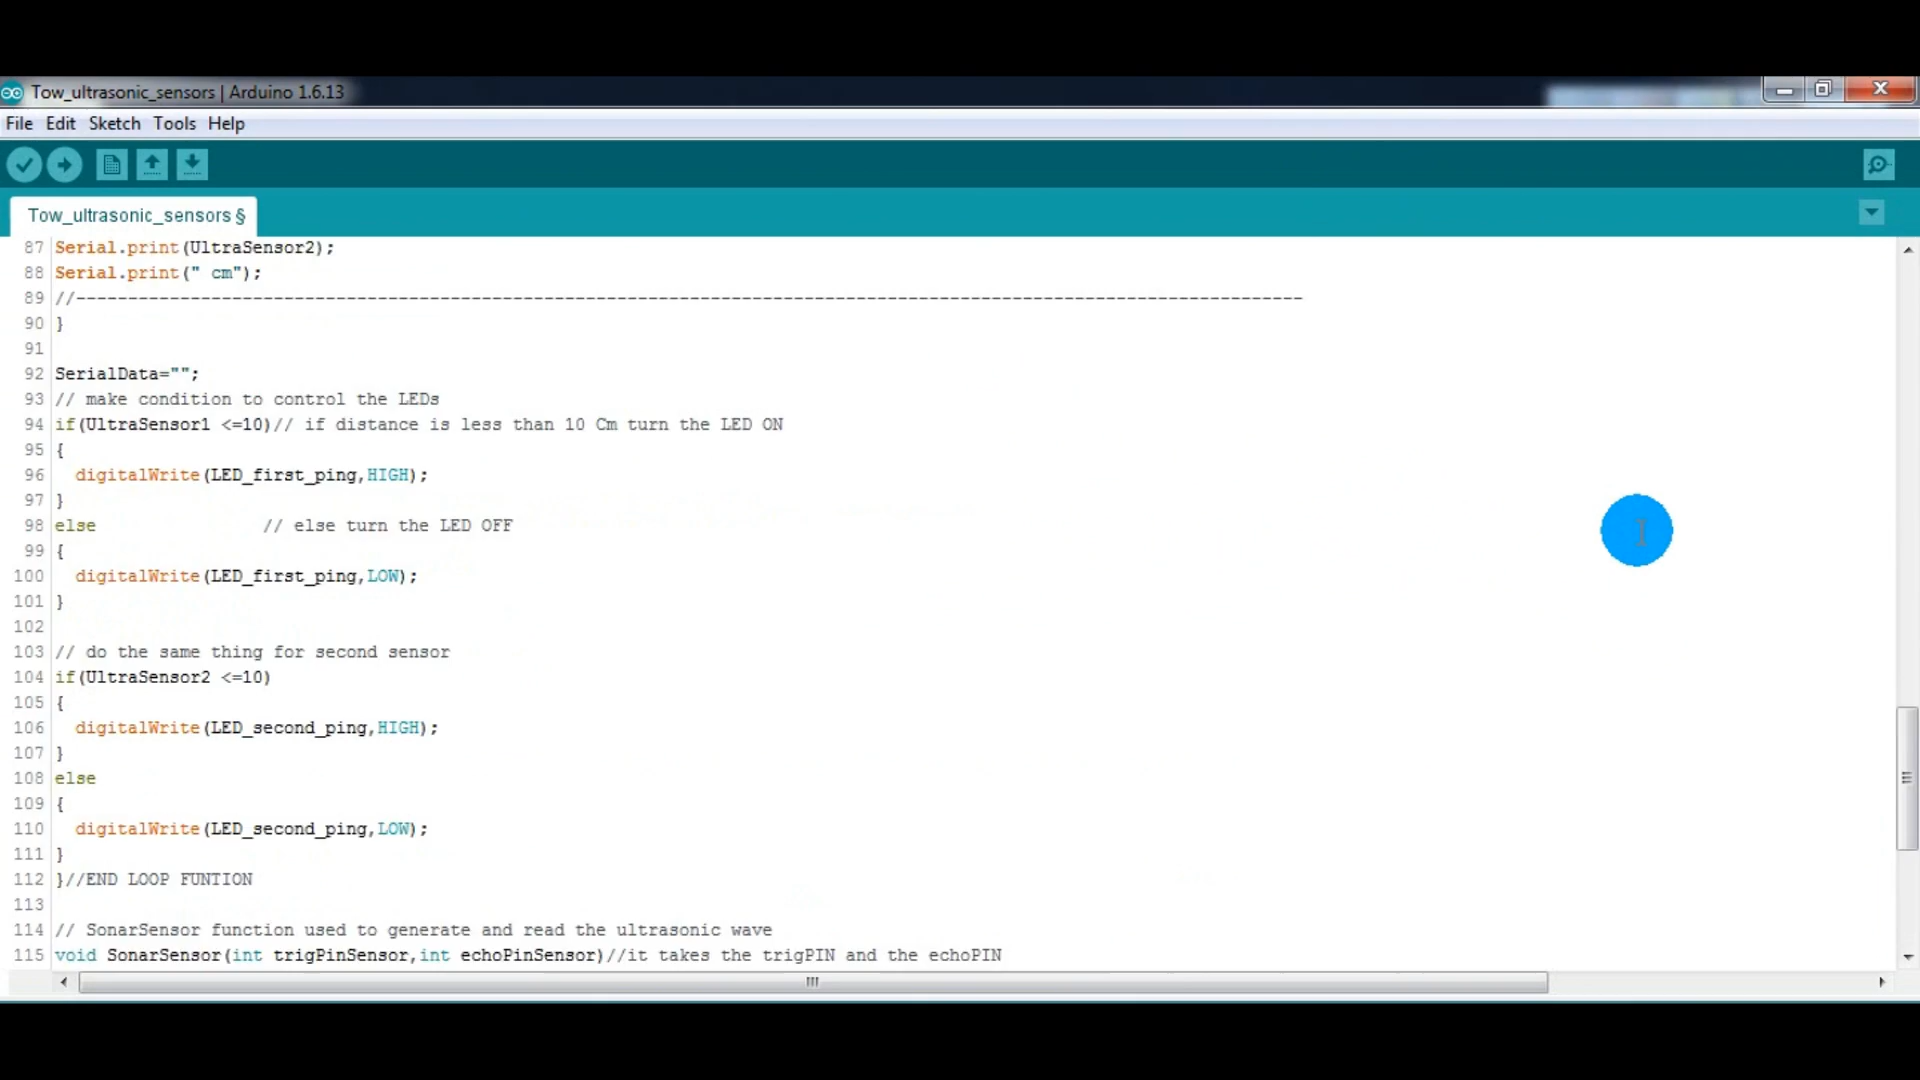 Tow_ultrasonic_sensors | Arduino 1.6.13
File Edit Sketch Tools Help
Tow_ultrasonic_sensors §
87 Serial.print(UltraSensor2);
88 Serial.print(" cm");
89 //----------------------------------------------------------------------------------------------------------------------
90 }
91
92 SerialData="";
93 // make condition to control the LEDs
94 if(UltraSensor1 <=10)// if distance is less than 10 Cm turn the LED ON
95 {
96   digitalWrite(LED_first_ping,HIGH);
97 }
98 else                // else turn the LED OFF
99 {
100   digitalWrite(LED_first_ping,LOW);
101 }
102
103 // do the same thing for second sensor
104 if(UltraSensor2 <=10)
105 {
106   digitalWrite(LED_second_ping,HIGH);
107 }
108 else
109 {
110   digitalWrite(LED_second_ping,LOW);
111 }
112 }//END LOOP FUNTION
113
114 // SonarSensor function used to generate and read the ultrasonic wave
115 void SonarSensor(int trigPinSensor,int echoPinSensor)//it takes the trigPIN and the echoPIN